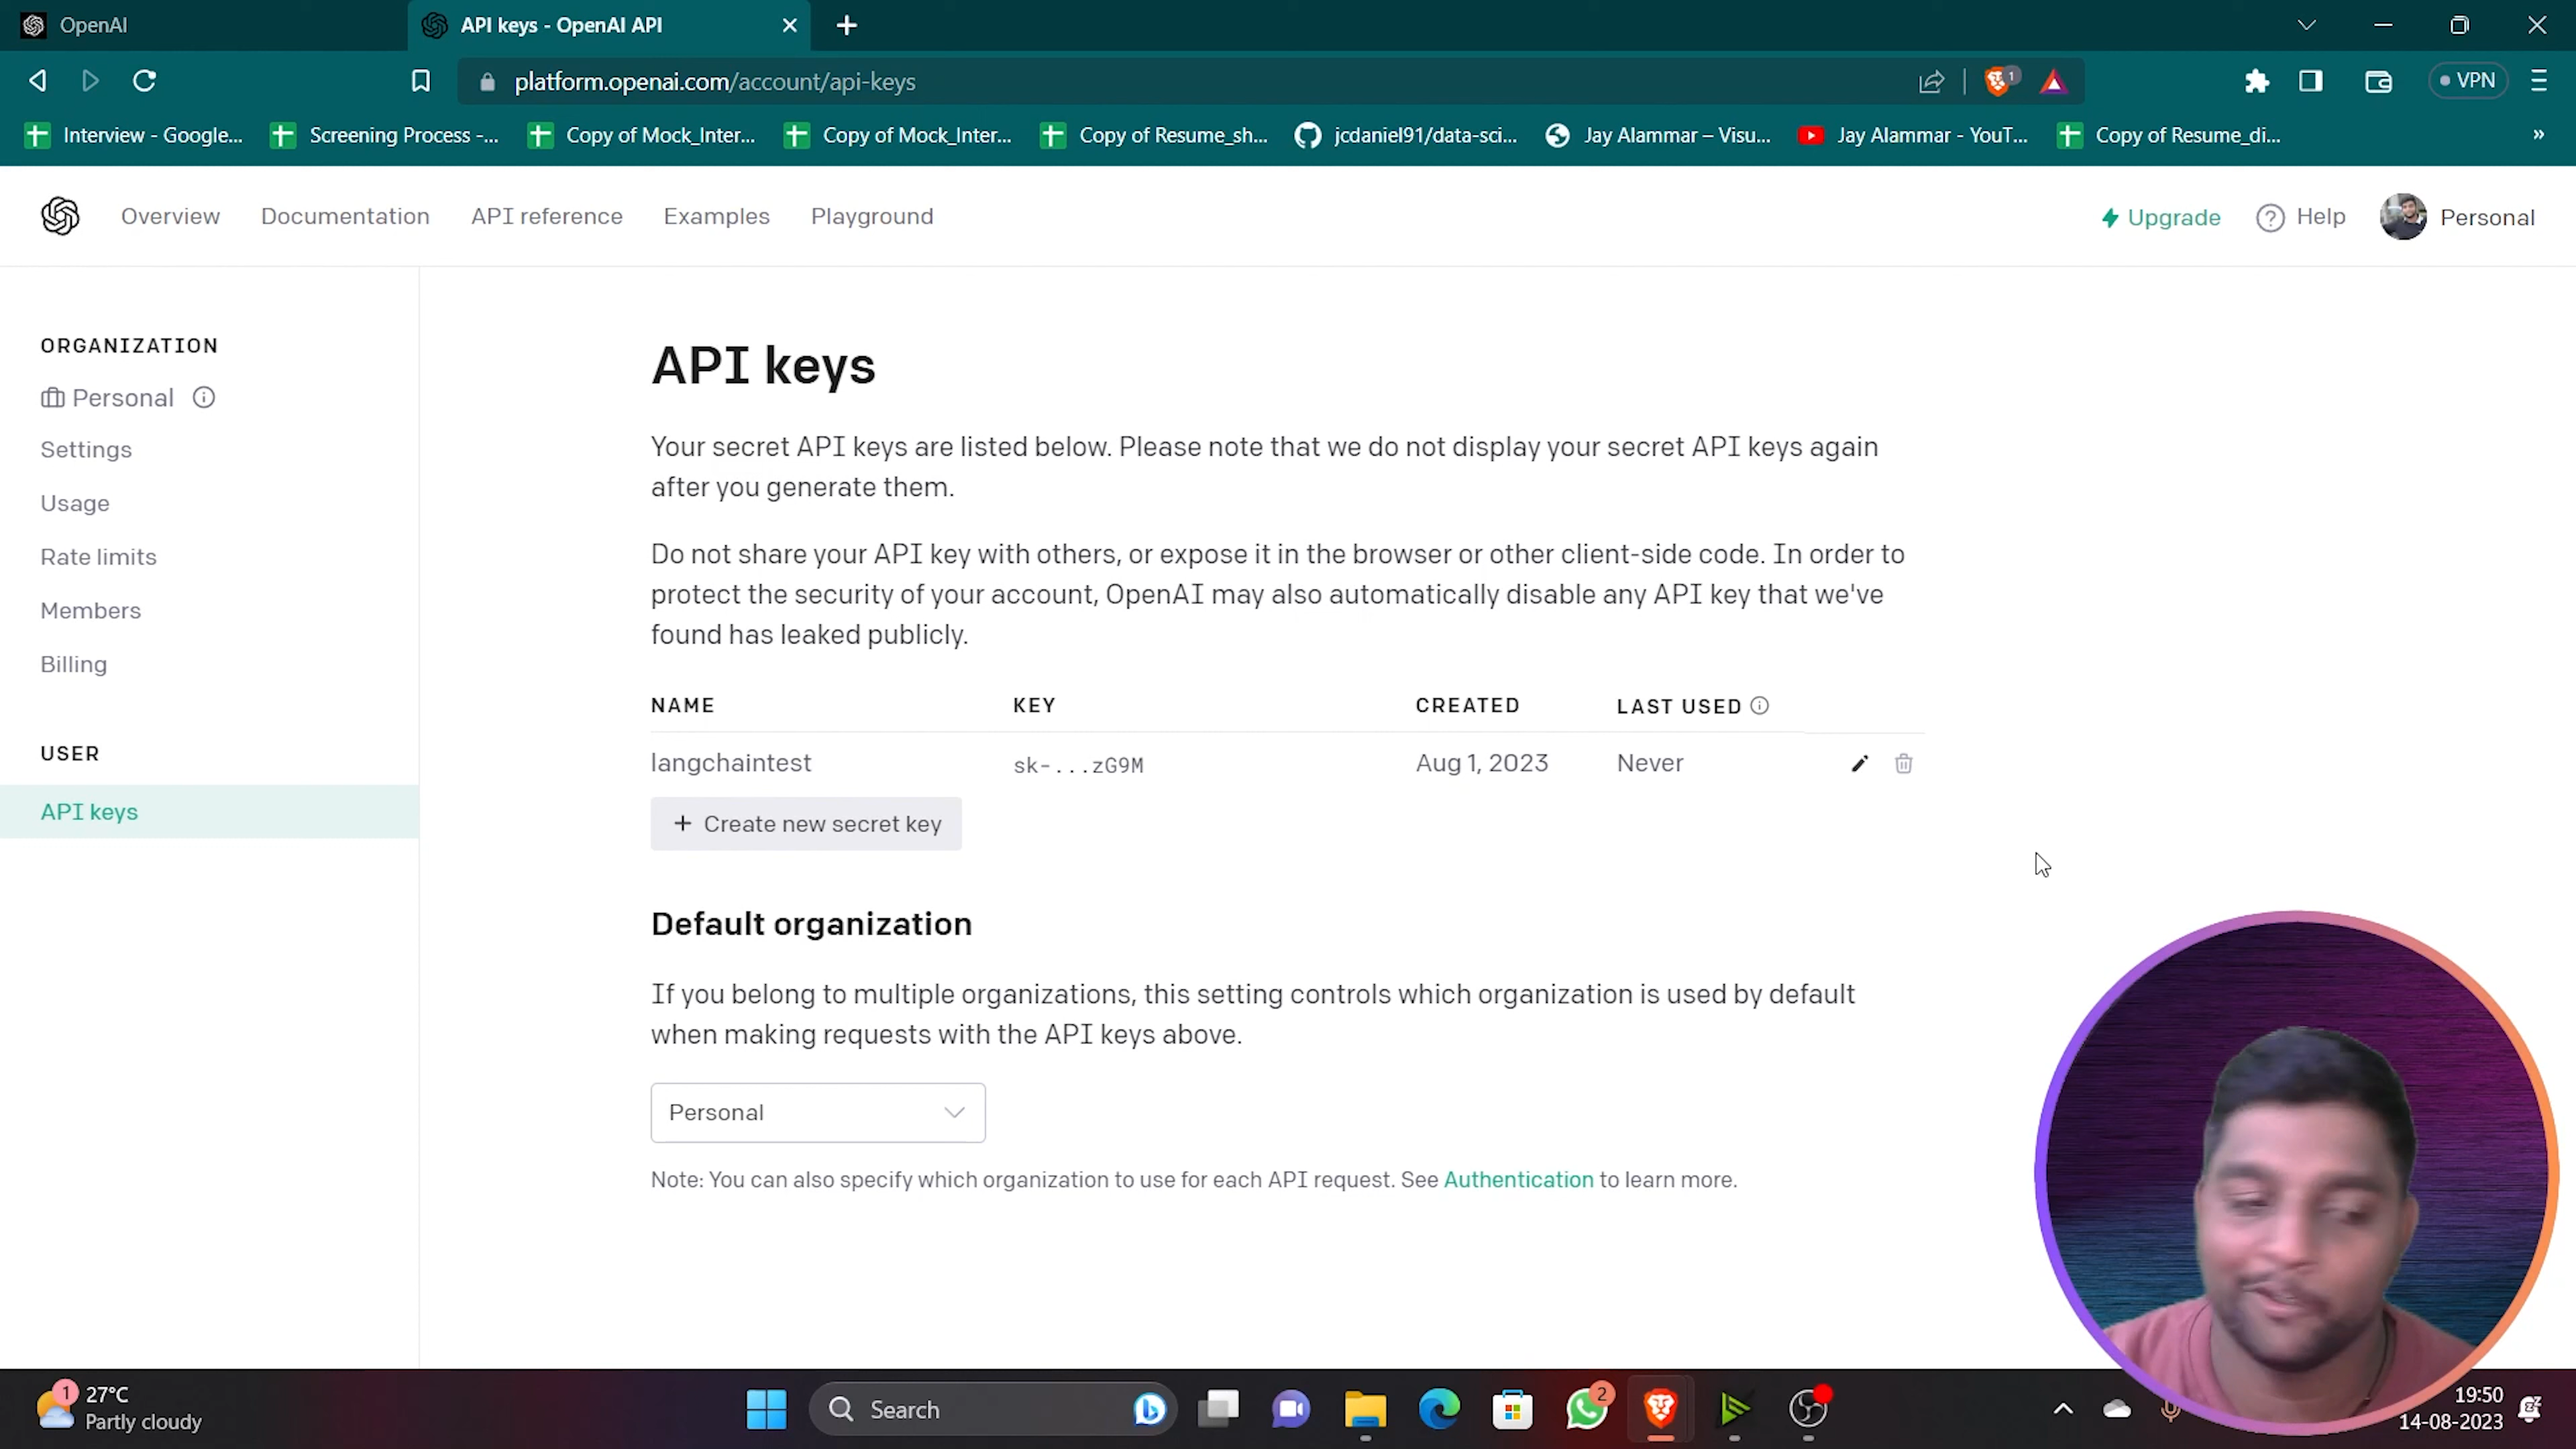 OpenAI
API keys - OpenAI API
platform.openai.com/account/api-keys
1
VPN
Interview - Google...
Screening Process -...
Copy of Mock_Inter...
Copy of Mock_Inter...
Copy of Resume_sh...
jcdaniel91/data-sci...
Jay Alammar – Visu...
Jay Alammar - YouT...
Copy of Resume_di...
»
Overview
Documentation
API reference
Examples
Playground
Upgrade
Help
Personal
ORGANIZATION
Personal
Settings
Usage
Rate limits
Members
Billing
USER
API keys
API keys
Your secret API keys are listed below. Please note that we do not display your secret API keys again
after you generate them.
Do not share your API key with others, or expose it in the browser or other client-side code. In order to
protect the security of your account, OpenAI may also automatically disable any API key that we've
found has leaked publicly.
NAME KEY CREATED LAST USED
langchaintest sk-...zG9M Aug 1, 2023 Never
+ Create new secret key
Default organization
If you belong to multiple organizations, this setting controls which organization is used by default
when making requests with the API keys above.
Personal
Note: You can also specify which organization to use for each API request. See Authentication to learn more.
1
27°C
Partly cloudy
Search
2
19:50
14-08-2023